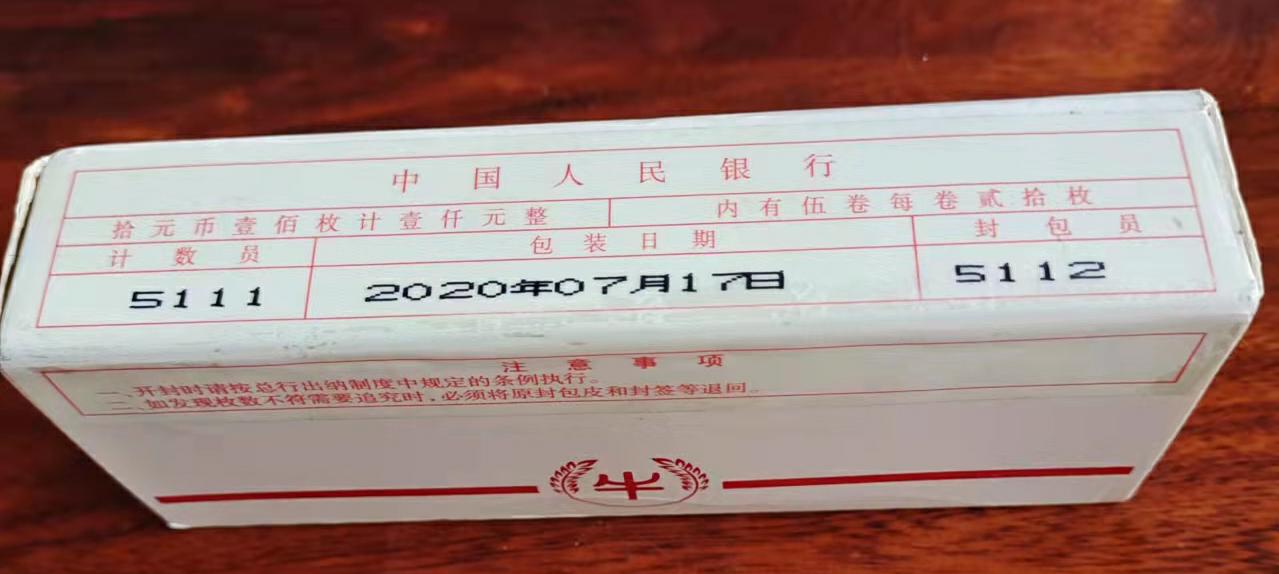 中国人民银行
拾元币壹佰枚计壹仟元整 内有伍卷每卷贰拾枚
计数员 包装日期 封包员
5111 2020年07月17日 5112
注意事项
一、开封时请按总行出纳制度中规定的条例执行。
二、如发现枚数不符需要追究时，必须将原封包皮和封签等退回。